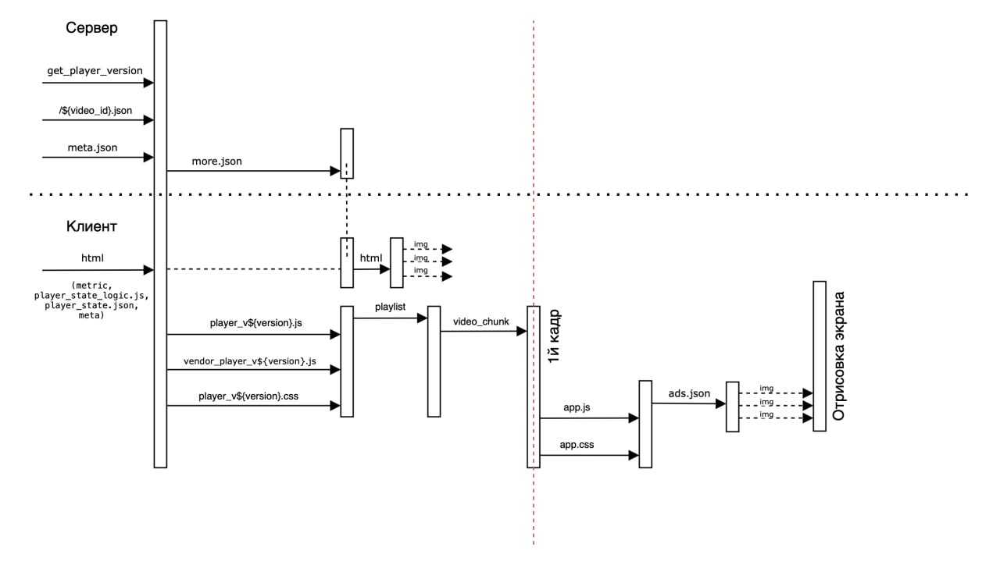 Сервер
get_player_version
/${video_id}.json
meta.json
more.json
Клиент
html
(metric,
player_state_logic.js,
player_state.json,
meta)
html
img
img
img
player_v${version}.js
vendor_player_v${version}.js
player_v${version}.css
playlist
video_chunk
1й кадр
app.js
app.css
ads.json
img
img
img
Отрисовка экрана